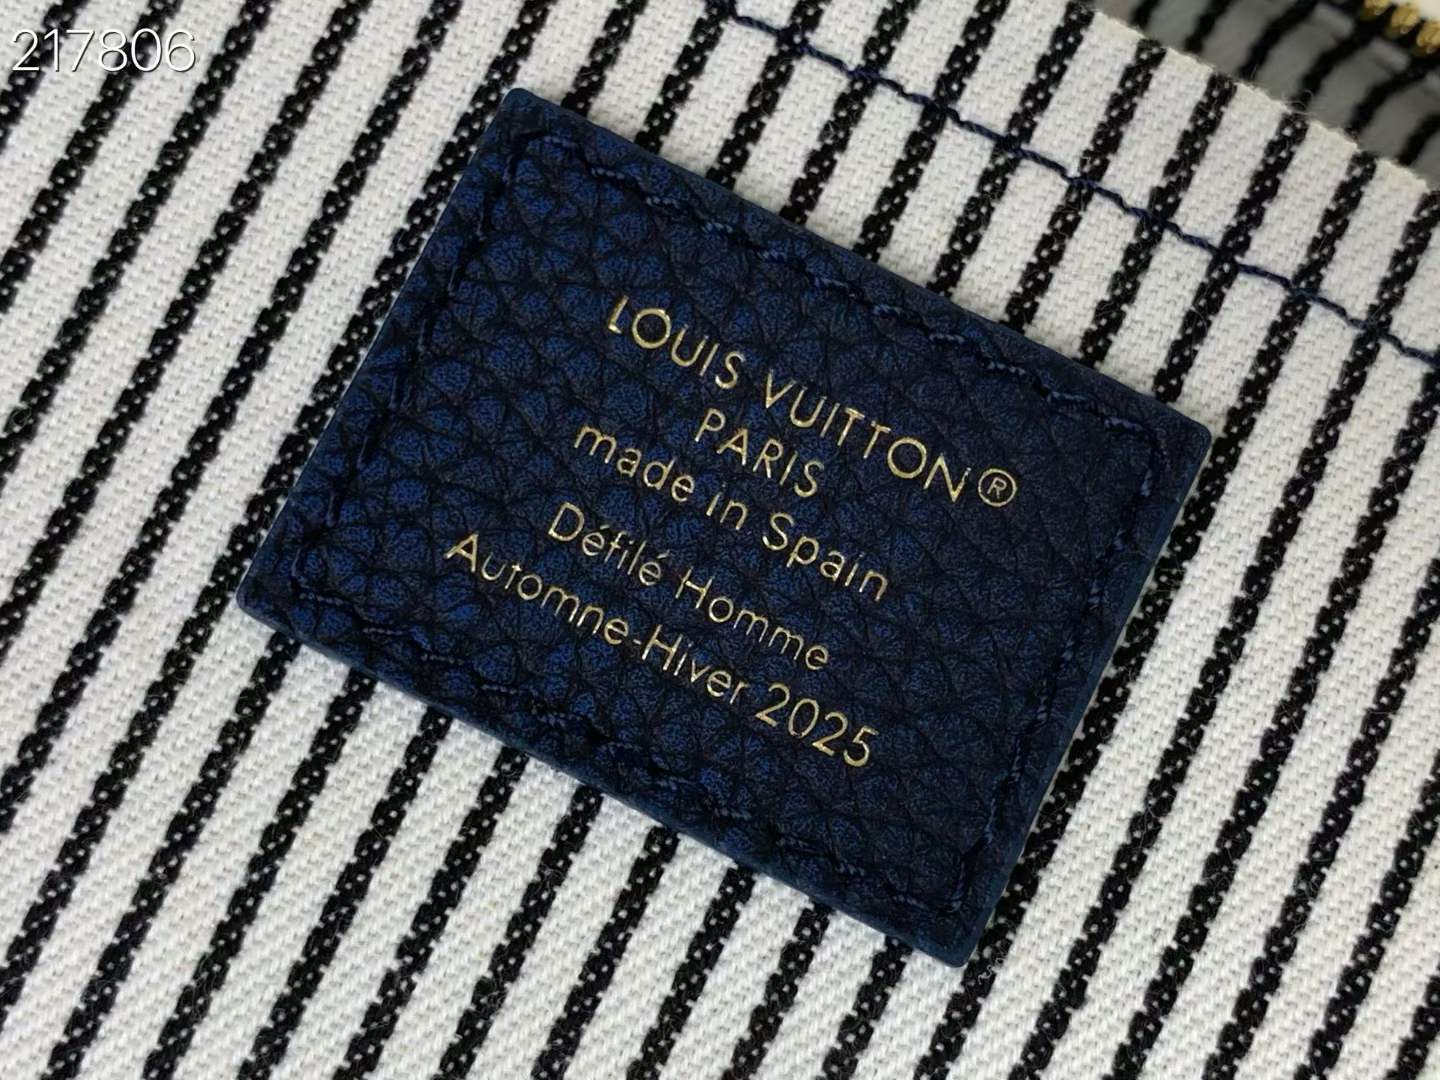 217806
LOUIS VUITTON®
PARIS
made in Spain
Défilé Homme
Automne-Hiver 2025